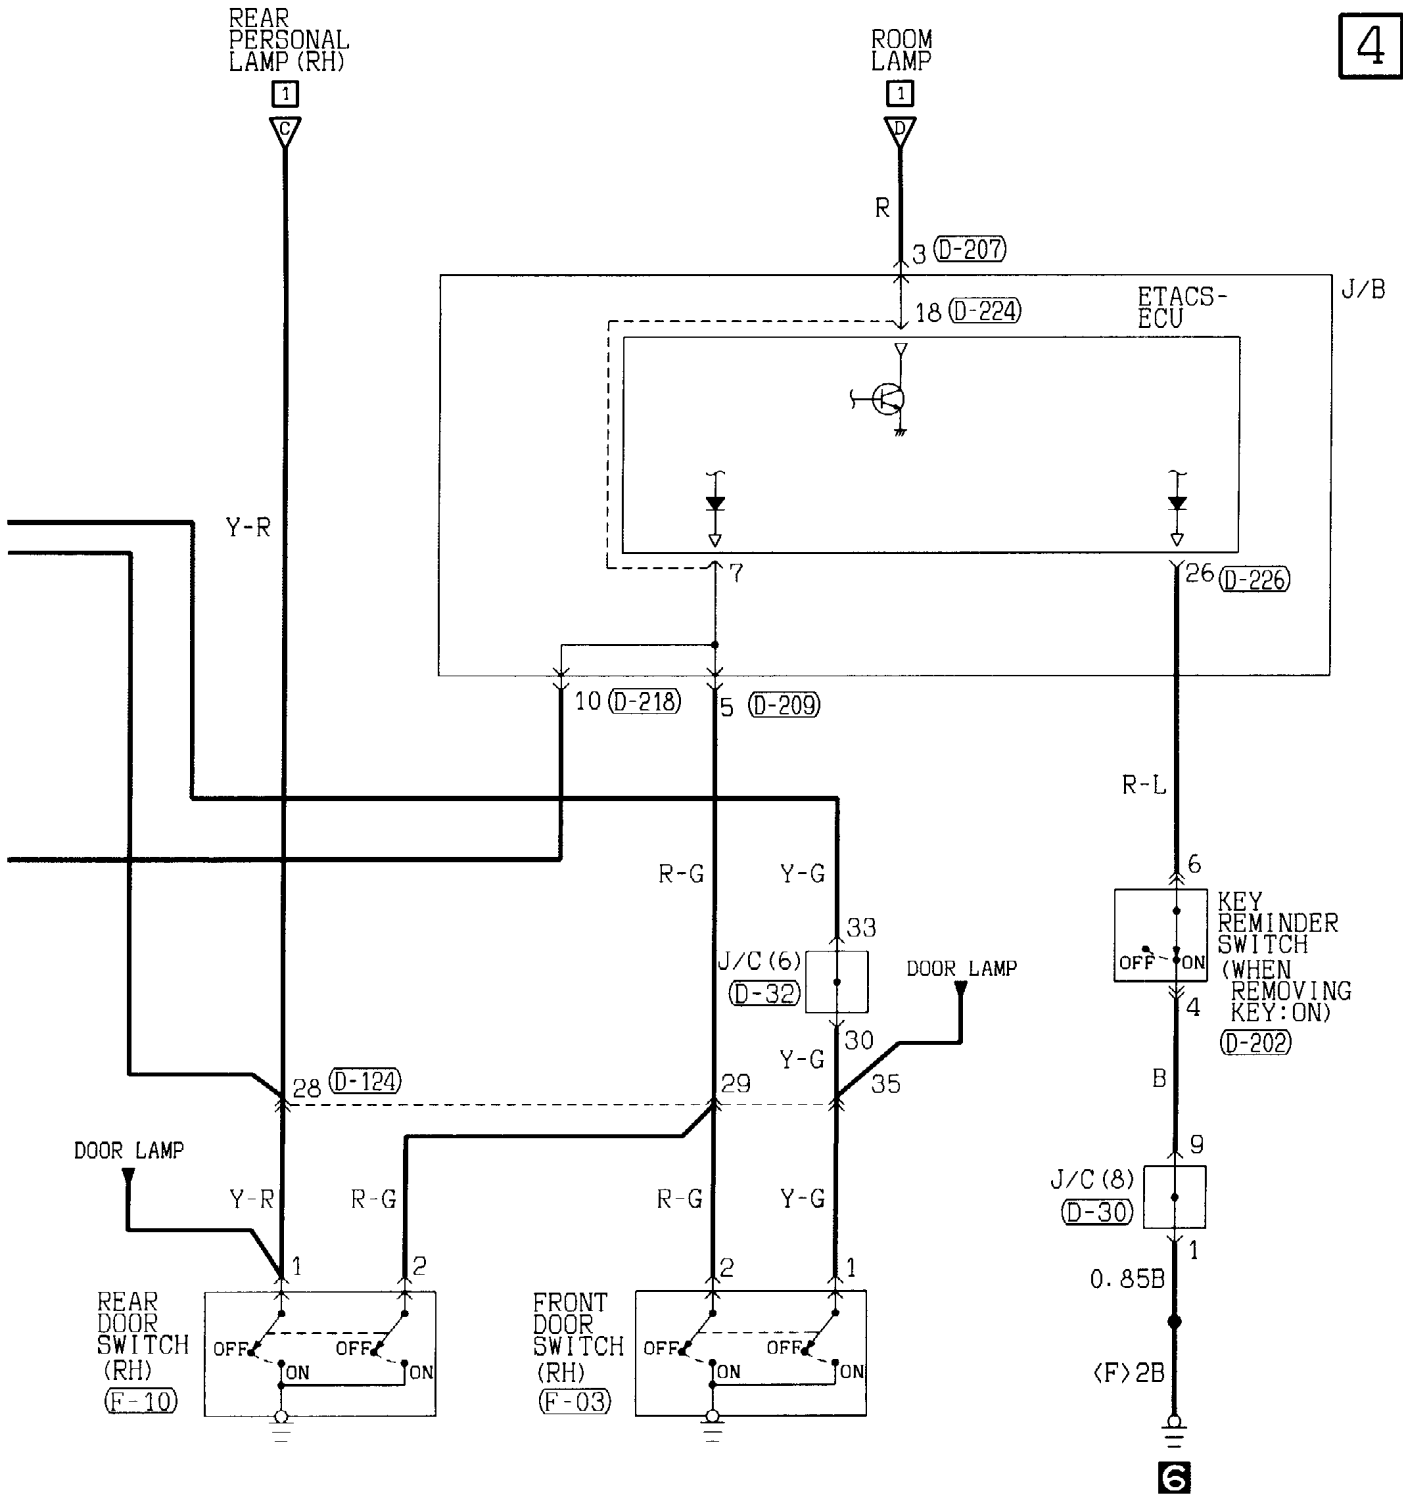 REAR
PERSONAL
LAMP (RH)
1
C
ROOM
LAMP
1
D
4
R
3 (D-207)
J/B
ETACS-
ECU
18 (D-224)
Y-R
7
26 (D-226)
10 (D-218)
5 (D-209)
R-L
R-G
Y-G
6
KEY
REMINDER
SWITCH
(WHEN
REMOVING
KEY:ON)
(D-202)
OFF
ON
4
33
J/C (6)
(D-32)
30
DOOR LAMP
Y-G
35
28 (D-124)
29
B
9
J/C (8)
(D-30)
1
DOOR LAMP
Y-R
R-G
R-G
Y-G
1
2
2
1
0.85B
<F>2B
REAR
DOOR
SWITCH
(RH)
(F-10)
OFF
ON
OFF
ON
FRONT
DOOR
SWITCH
(RH)
(F-03)
OFF
ON
OFF
ON
6